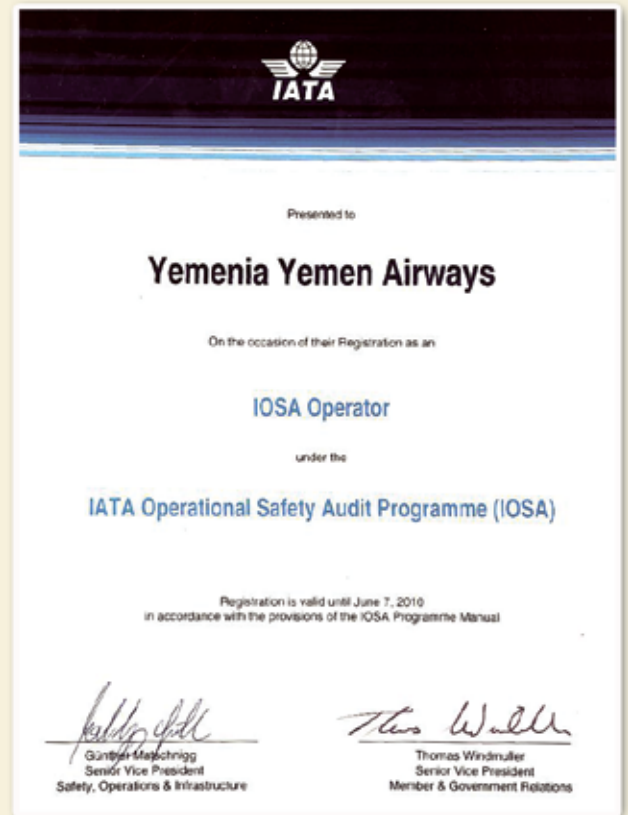 IATA
Presented to
Yemenia Yemen Airways
On the occasion of their Registration as an
IOSA Operator
under the
IATA Operational Safety Audit Programme (IOSA)
Registration is valid until June 7, 2010
in accordance with the provisions of the IOSA Programme Manual
Günther Matschnigg
Senior Vice President
Safety, Operations & Infrastructure
Thomas Windmuller
Senior Vice President
Member & Government Relations